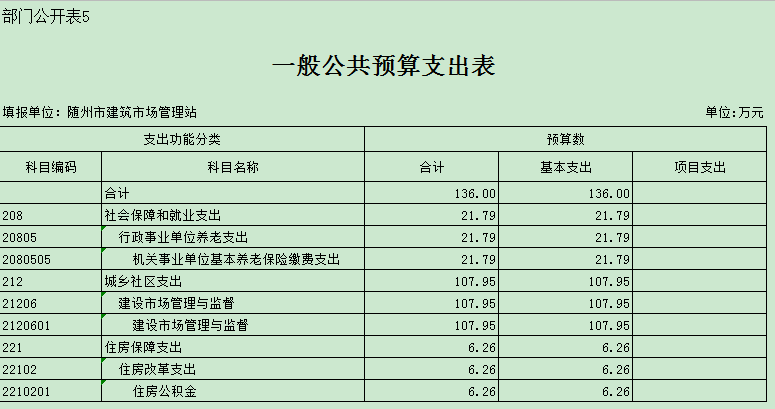 部门公开表5
一般公共预算支出表
填报单位：随州市建筑市场管理站 单位:万元
支出功能分类 预算数
科目编码 科目名称 合计 基本支出 项目支出
合计 136.00 136.00
208 社会保障和就业支出 21.79 21.79
20805 行政事业单位养老支出 21.79 21.79
2080505 机关事业单位基本养老保险缴费支出 21.79 21.79
212 城乡社区支出 107.95 107.95
21206 建设市场管理与监督 107.95 107.95
2120601 建设市场管理与监督 107.95 107.95
221 住房保障支出 6.26 6.26
22102 住房改革支出 6.26 6.26
2210201 住房公积金 6.26 6.26